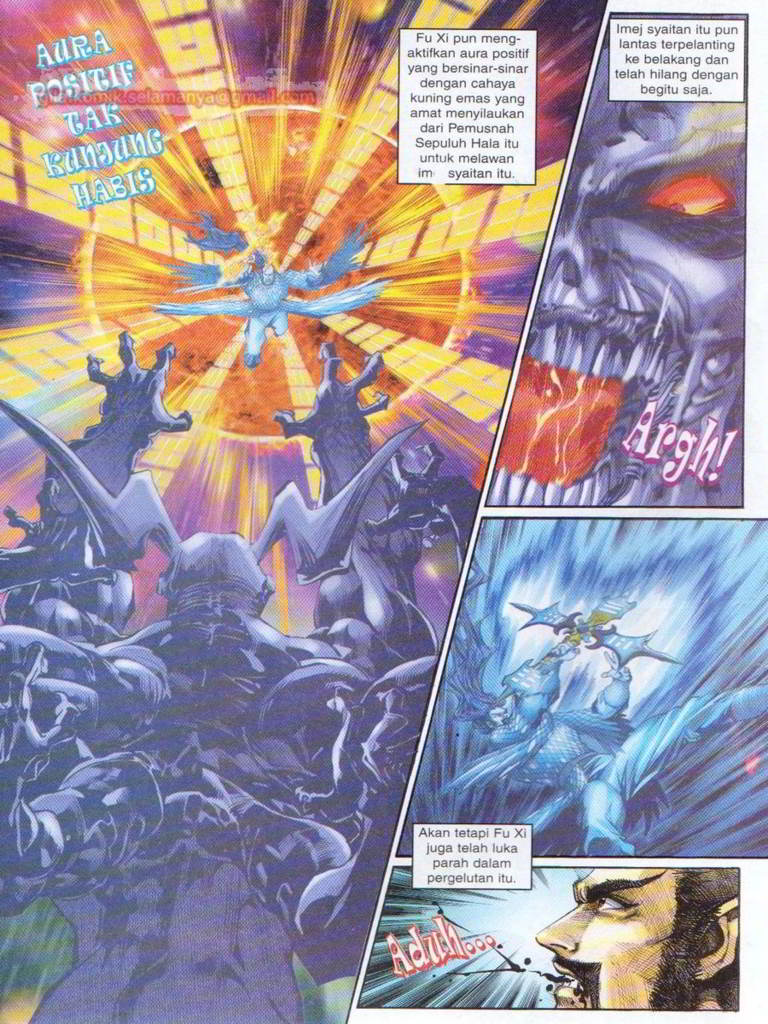 AURA
POSITIF
TAK
KUNJUNG
HABIS
Fu Xi pun meng-
aktifkan aura positif
yang bersinar-sinar
dengan cahaya
kuning emas yang
amat menyilaukan
dari Pemusnah
Sepuluh Hala itu
untuk melawan
syaitan itu.
Imej syaitan itu pun
lantas terpelanting
ke belakang dan
telah hilang dengan
begitu saja.
Argh!
Akan tetapi Fu Xi
juga telah luka
parah dalam
pergelutan itu.
Aduh...